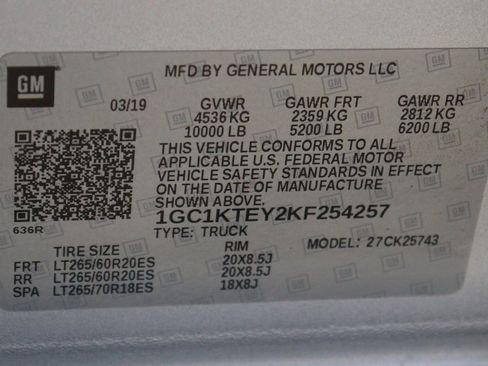 GM
MFD BY GENERAL MOTORS LLC
03/19 GVWR GAWR FRT GAWR RR
4536 KG 2359 KG 2812 KG
10000 LB 5200 LB 6200 LB
THIS VEHICLE CONFORMS TO ALL
APPLICABLE U.S. FEDERAL MOTOR
VEHICLE SAFETY STANDARDS IN EFFECT
ON THE DATE OF MANUFACTURE
SHOWN ABOVE.
1GC1KTEY2KF254257
636R TYPE: TRUCK MODEL: 27CK25743
TIRE SIZE RIM
FRT LT265/60R20ES 20X8.5J
RR LT265/60R20ES 20X8.5J
SPA LT265/70R18ES 18X8J